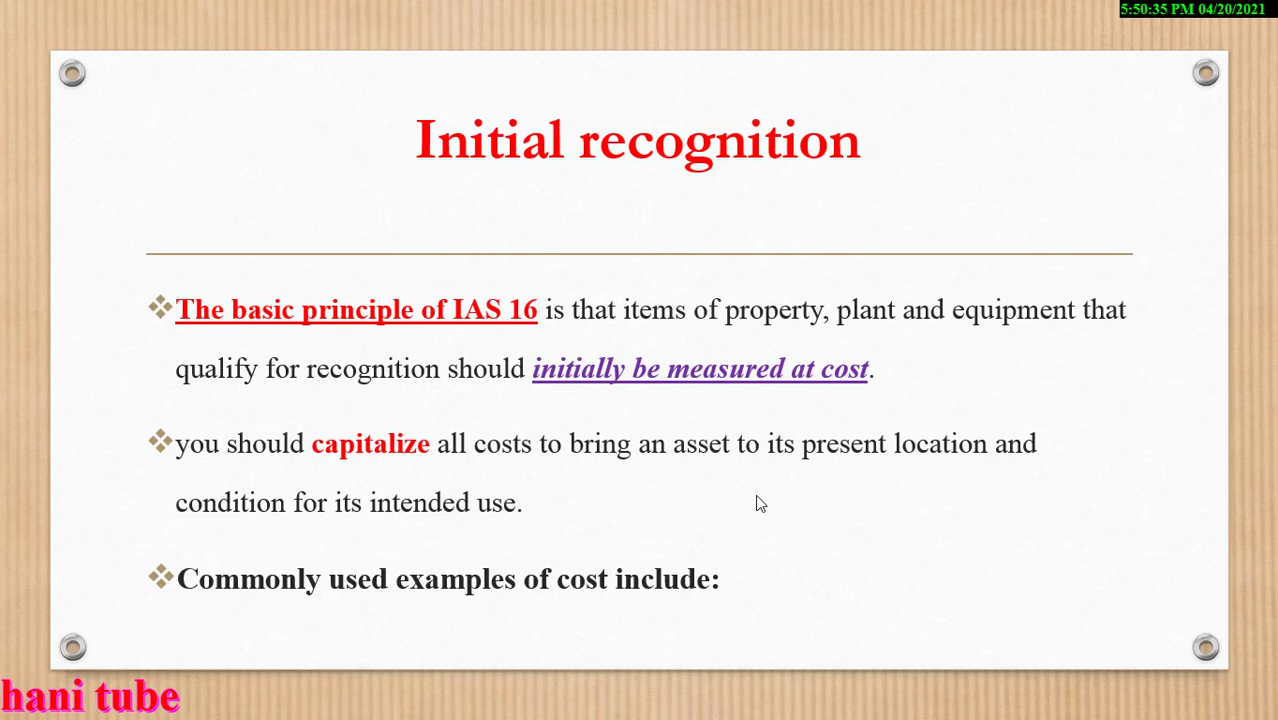 5:50:35 PM 04/20/2021
Initial recognition
The basic principle of IAS 16 is that items of property, plant and equipment that
qualify for recognition should initially be measured at cost.
you should capitalize all costs to bring an asset to its present location and
condition for its intended use.
Commonly used examples of cost include:
hani tube